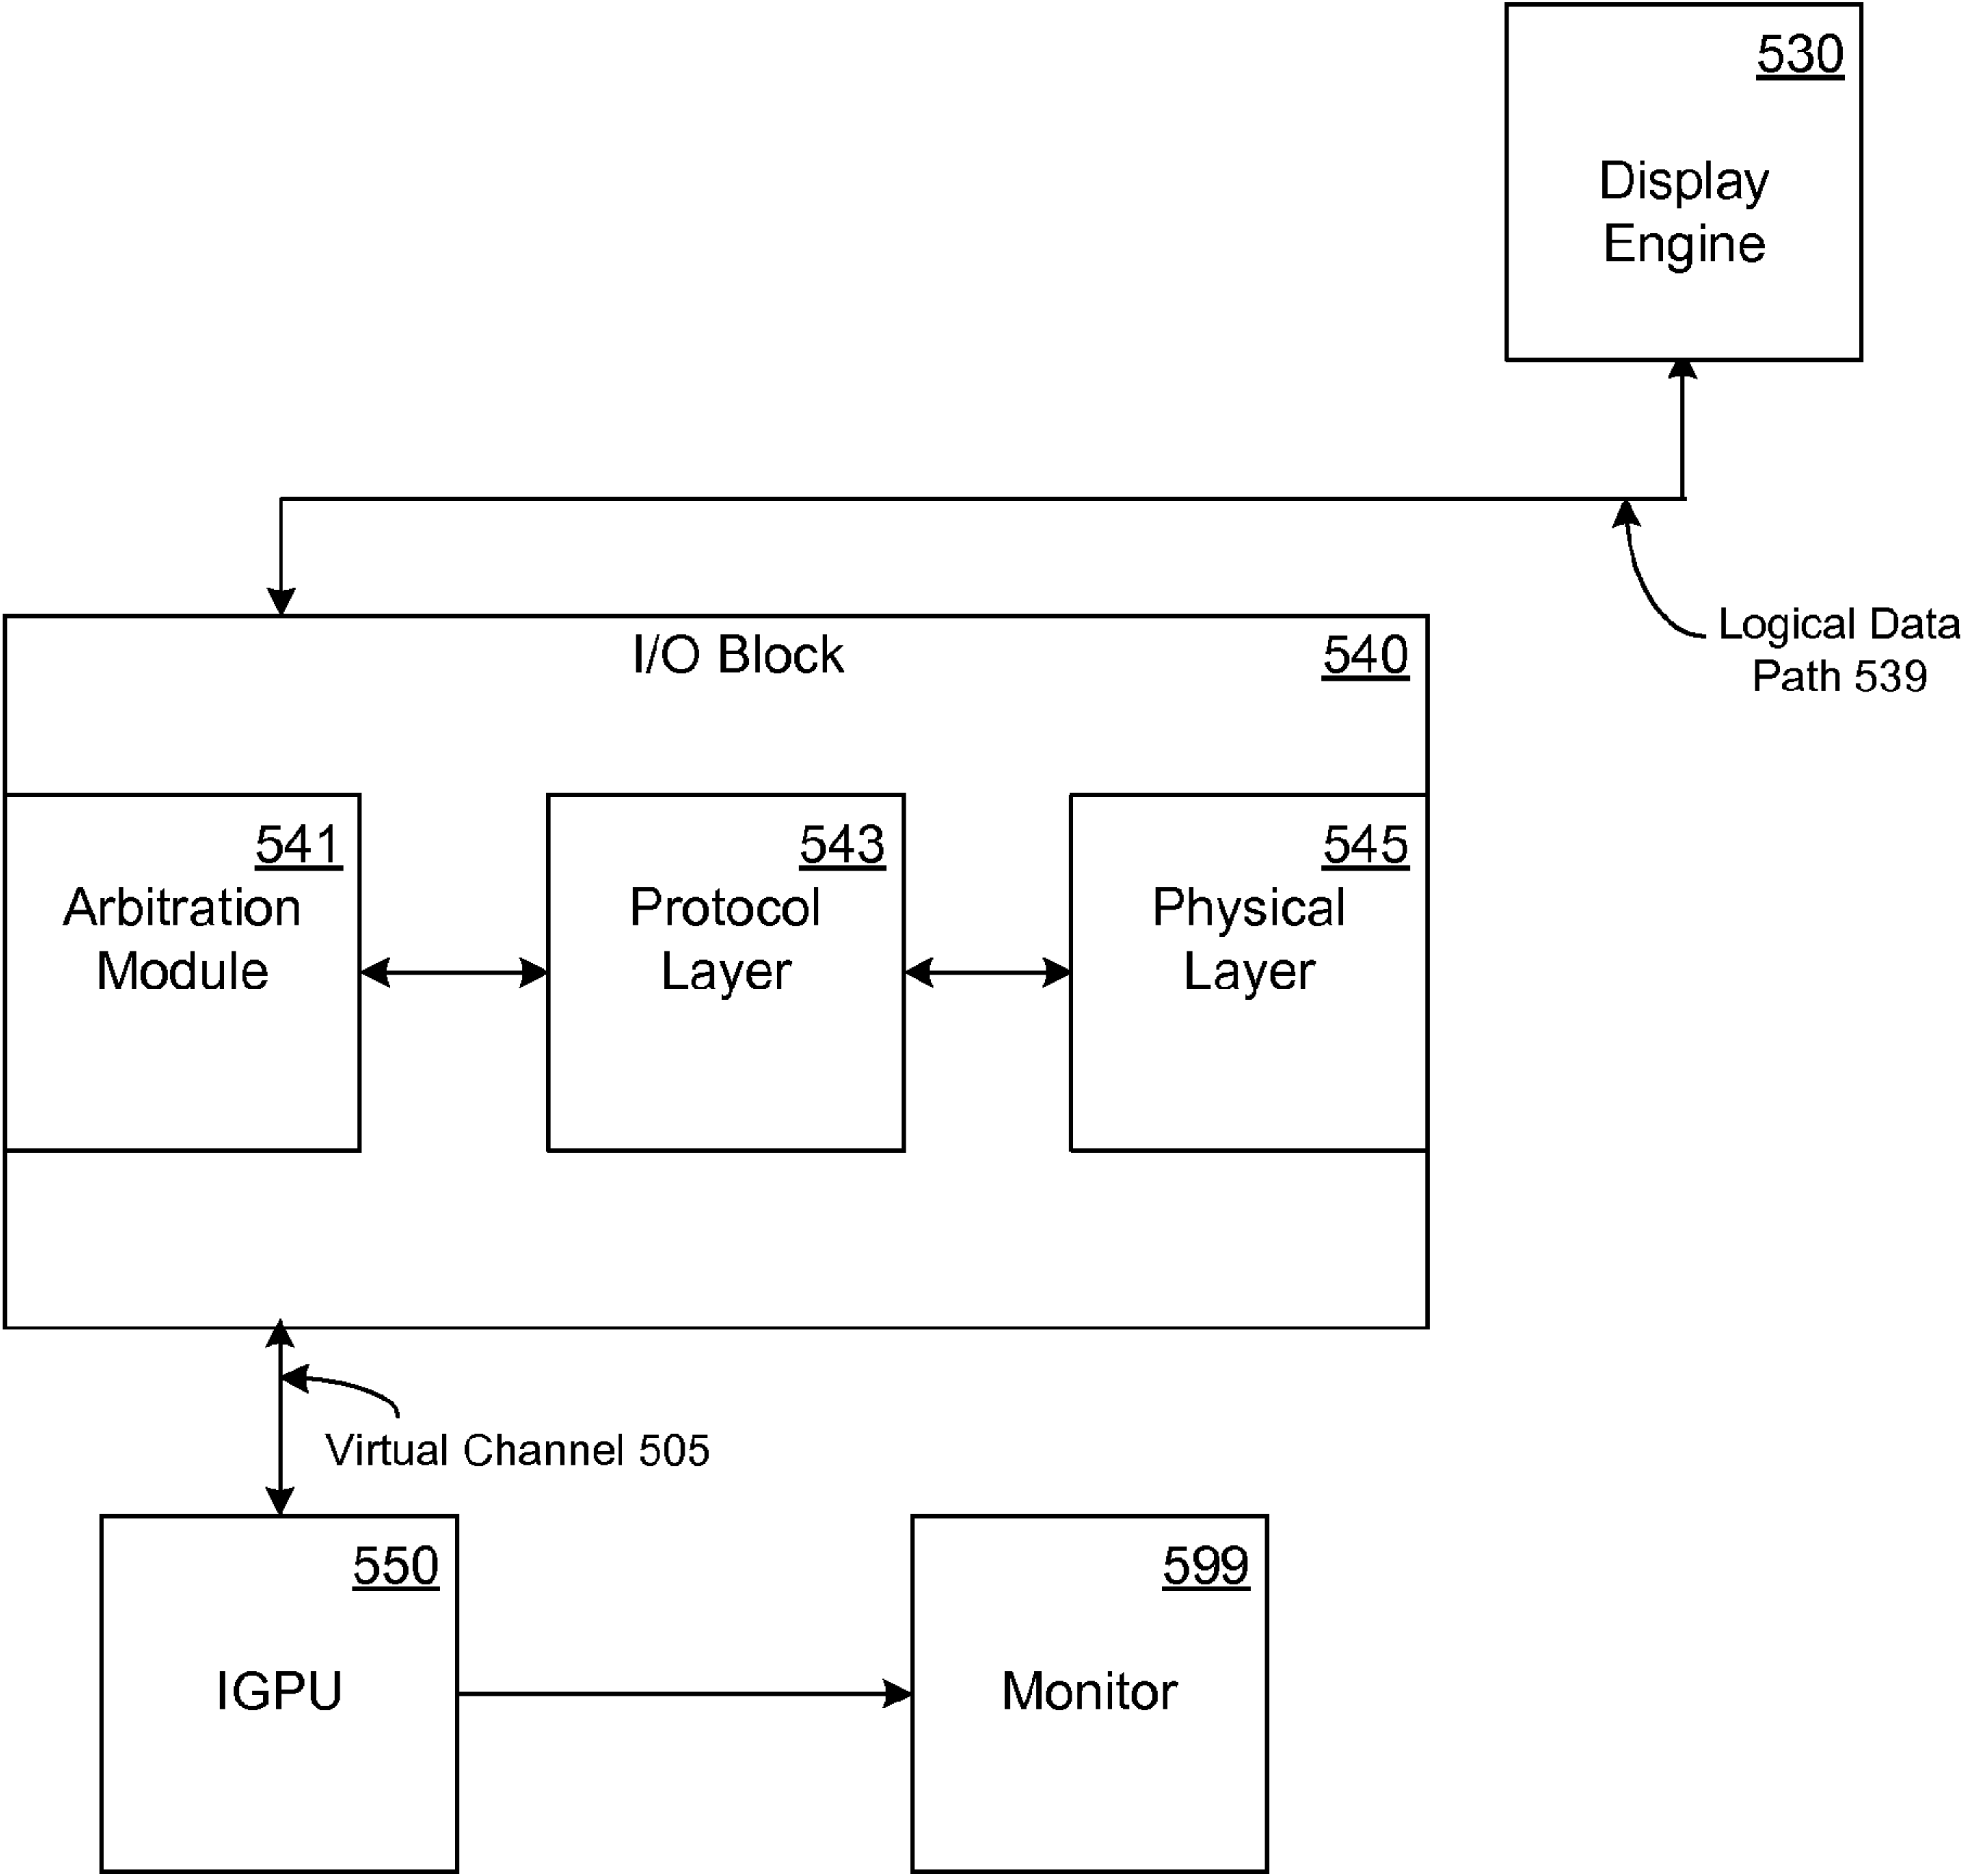 530
Display
Engine
Logical Data
Path 539
I/O Block
540
541
Arbitration
Module
543
Protocol
Layer
545
Physical
Layer
Virtual Channel 505
550
IGPU
599
Monitor